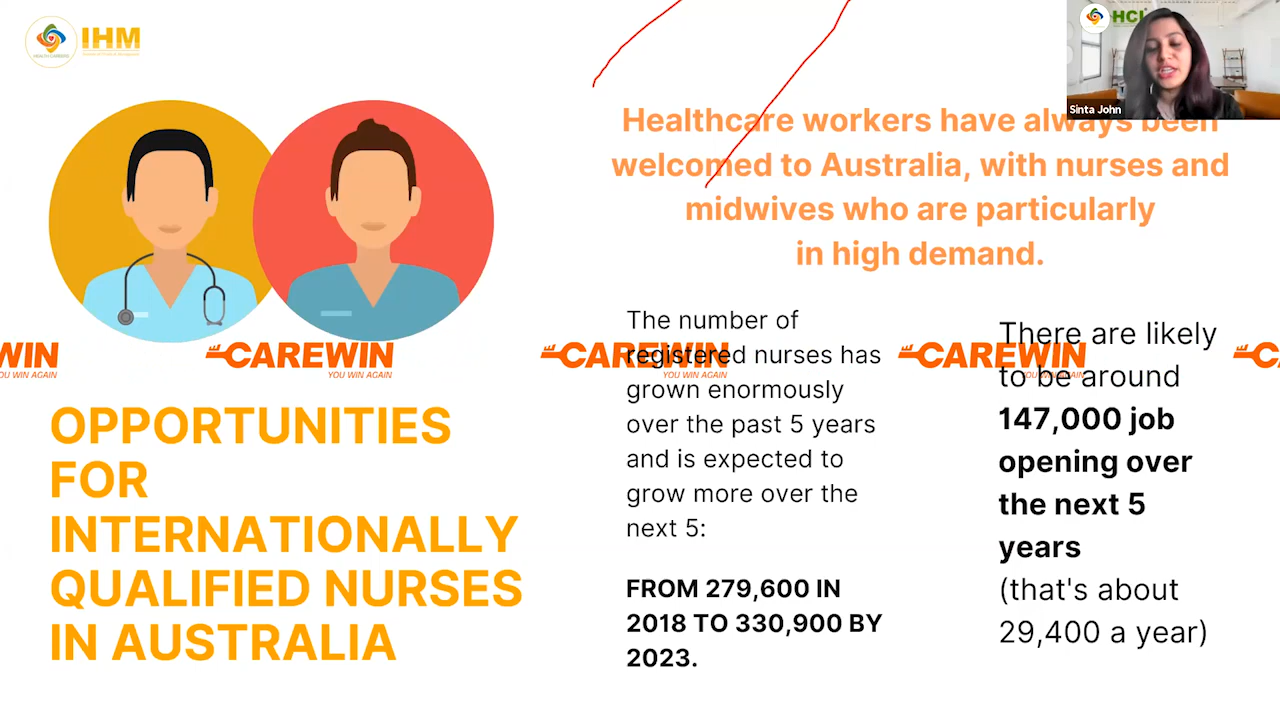 IHM
HCI
Sinta John
Healthcare workers have always been
welcomed to Australia, with nurses and
midwives who are particularly
in high demand.
The number of
registered nurses has
grown enormously
over the past 5 years
and is expected to
grow more over the
next 5:
FROM 279,600 IN
2018 TO 330,900 BY
2023.
There are likely
to be around
147,000 job
opening over
the next 5
years
(that's about
29,400 a year)
WIN
YOU WIN AGAIN
CAREWIN
YOU WIN AGAIN
CAREWIN
YOU WIN AGAIN
CAREWIN
YOU WIN AGAIN
OPPORTUNITIES
FOR
INTERNATIONALLY
QUALIFIED NURSES
IN AUSTRALIA